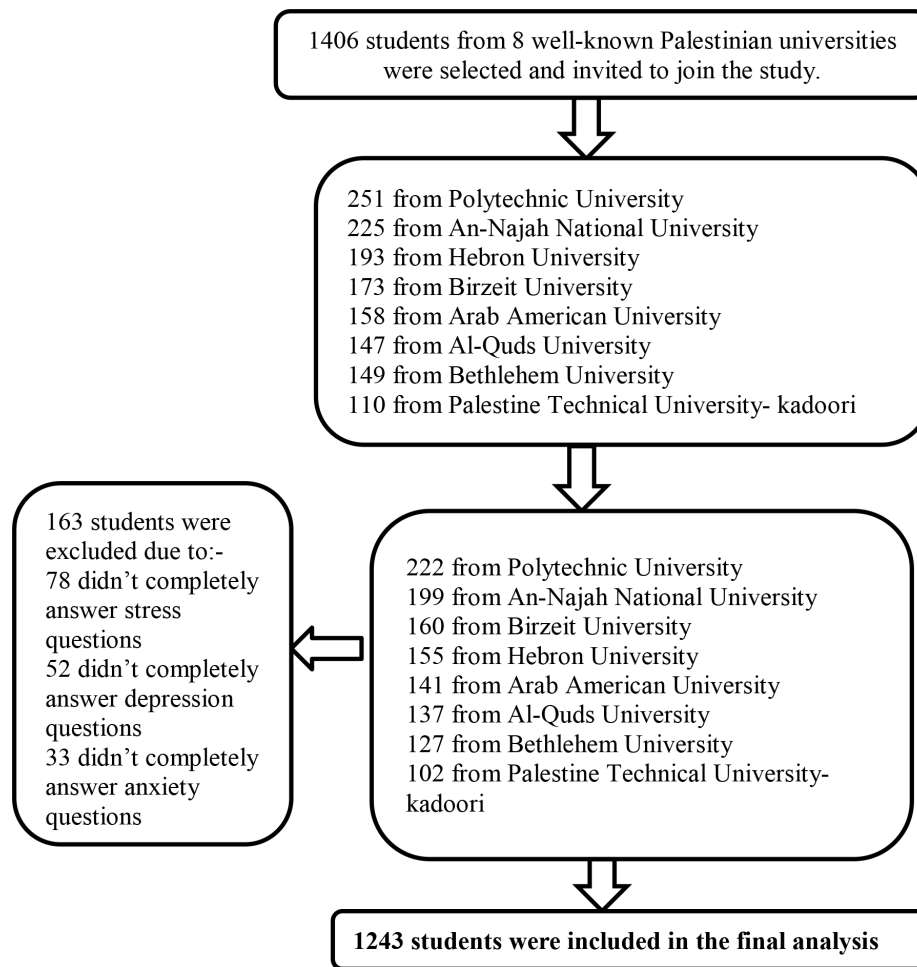 1406 students from 8 well-known Palestinian universities
were selected and invited to join the study.
251 from Polytechnic University
225 from An-Najah National University
193 from Hebron University
173 from Birzeit University
158 from Arab American University
147 from Al-Quds University
149 from Bethlehem University
110 from Palestine Technical University- kadoori
163 students were
excluded due to:-
78 didn’t completely
answer stress
questions
52 didn’t completely
answer depression
questions
33 didn’t completely
answer anxiety
questions
222 from Polytechnic University
199 from An-Najah National University
160 from Birzeit University
155 from Hebron University
141 from Arab American University
137 from Al-Quds University
127 from Bethlehem University
102 from Palestine Technical University-
kadoori
1243 students were included in the final analysis